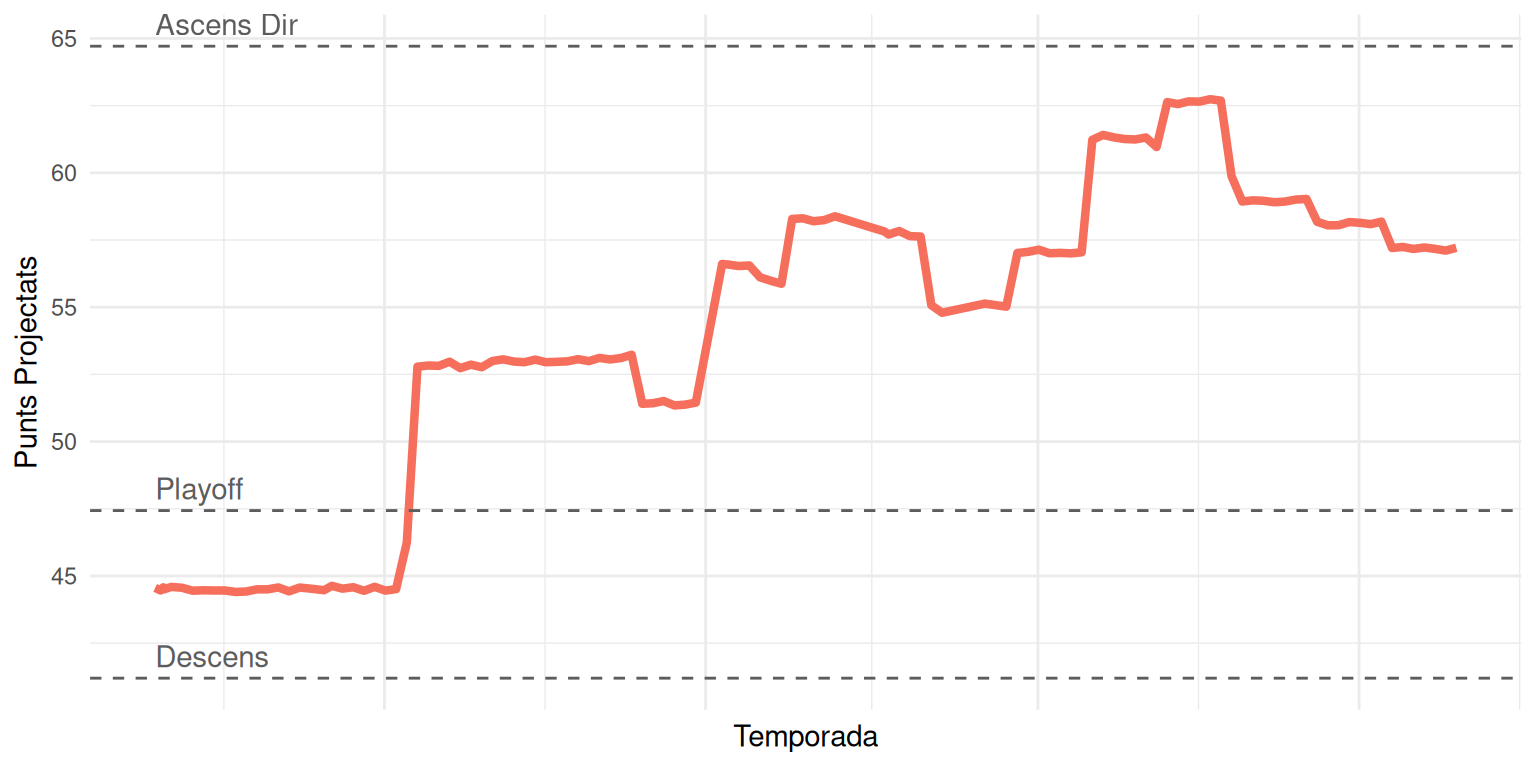 Ascens Dir
65
60
55
50
Playoff
45
Descens
Punts Projectats
Temporada